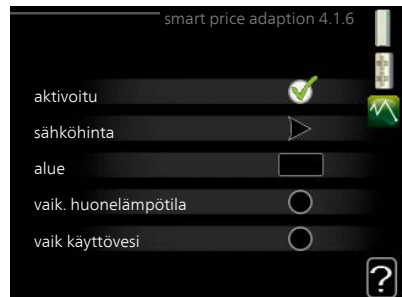 smart price adaption 4.1.6
aktivoitu
sähköhinta
alue
vaik. huonelämpötila
vaik käyttövesi
?